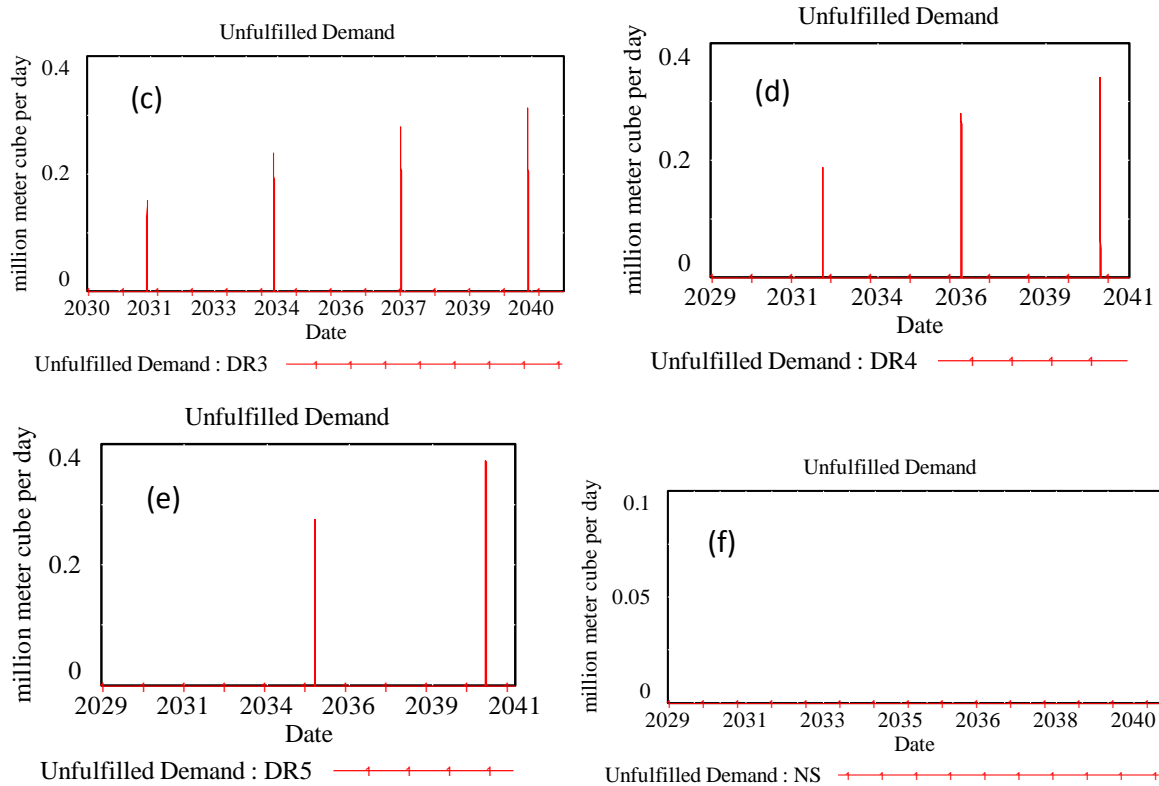 Unfulfilled Demand
million meter cube per day
0.4
0.2
0
(c)
2030 2031 2033 2034 2036 2037 2039 2040
Date
Unfulfilled Demand : DR3
Unfulfilled Demand
million meter cube per day
0.4
0.2
0
(d)
2029 2031 2034 2036 2039 2041
Date
Unfulfilled Demand : DR4
Unfulfilled Demand
million meter cube per day
0.4
0.2
0
(e)
2029 2031 2034 2036 2039 2041
Date
Unfulfilled Demand : DR5
Unfulfilled Demand
million meter cube per day
0.1
0.05
0
(f)
2029 2031 2033 2035 2036 2038 2040
Date
Unfulfilled Demand : NS